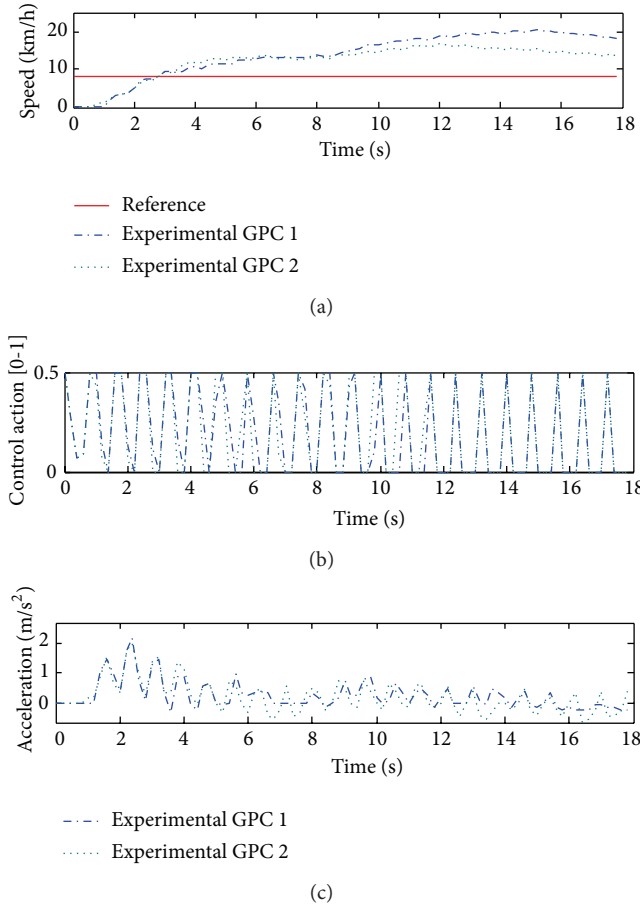 20
10
0
Speed (km/h)
0 2 4 6 8 10 12 14 16 18
Time (s)
Reference
Experimental GPC 1
Experimental GPC 2
(a)
0.5
0
Control action [0-1]
0 2 4 6 8 10 12 14 16 18
Time (s)
(b)
2
1
0
Acceleration (m/s²)
0 2 4 6 8 10 12 14 16 18
Time (s)
Experimental GPC 1
Experimental GPC 2
(c)